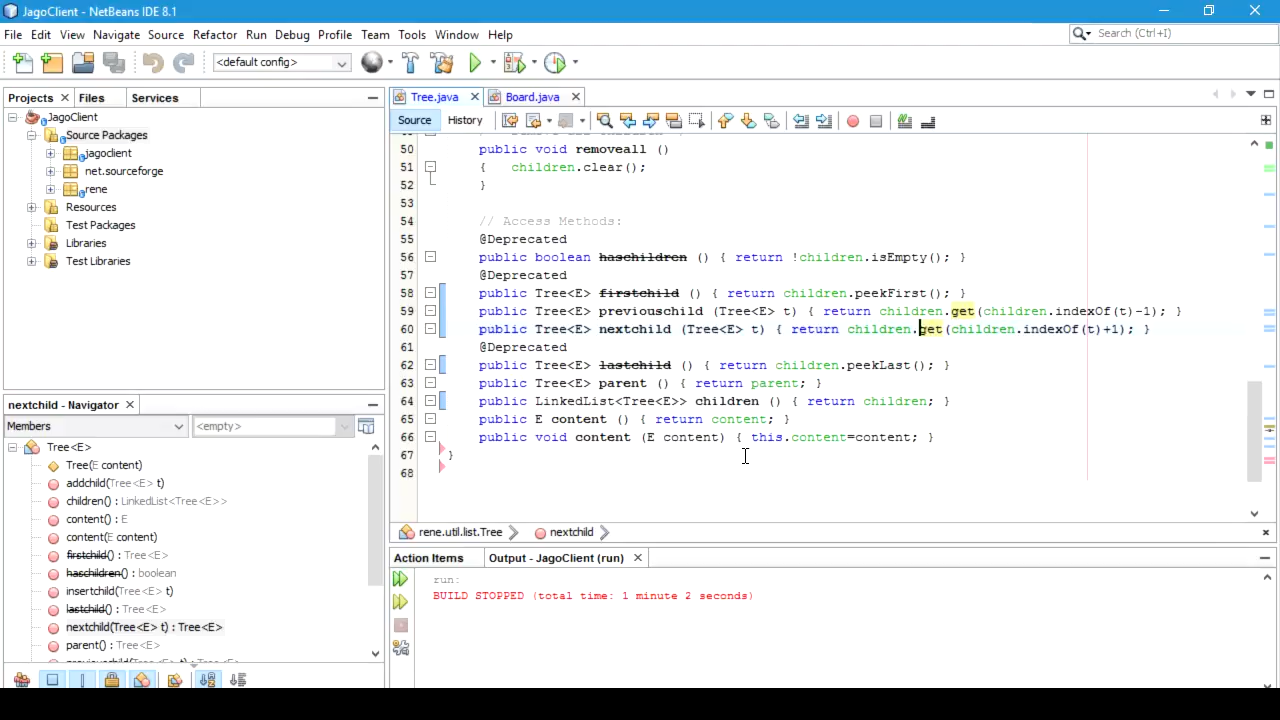 JagoClient - NetBeans IDE 8.1
File Edit View Navigate Source Refactor Run Debug Profile Team Tools Window Help
Search (Ctrl+I)
<default config>
Projects Files Services
JagoClient
Source Packages
jagoclient
net.sourceforge
rene
Resources
Test Packages
Libraries
Test Libraries
nextchild - Navigator
Members <empty>
Tree<E>
Tree(E content)
addchild(Tree<E> t)
children() : LinkedList<Tree<E>>
content() : E
content(E content)
firstchild() : Tree<E>
haschildren() : boolean
insertchild(Tree<E> t)
lastchild() : Tree<E>
nextchild(Tree<E> t) : Tree<E>
parent() : Tree<E>
Tree.java Board.java
Source History
50 public void removeall ()
51 { children.clear();
52 }
53
54 // Access Methods:
55 @Deprecated
56 public boolean haschildren () { return !children.isEmpty(); }
57 @Deprecated
58 public Tree<E> firstchild () { return children.peekFirst(); }
59 public Tree<E> previouschild (Tree<E> t) { return children.get(children.indexOf(t)-1); }
60 public Tree<E> nextchild (Tree<E> t) { return children.get(children.indexOf(t)+1); }
61 @Deprecated
62 public Tree<E> lastchild () { return children.peekLast(); }
63 public Tree<E> parent () { return parent; }
64 public LinkedList<Tree<E>> children () { return children; }
65 public E content () { return content; }
66 public void content (E content) { this.content=content; }
67 }
68
rene.util.list.Tree nextchild
Action Items Output - JagoClient (run)
run:
BUILD STOPPED (total time: 1 minute 2 seconds)